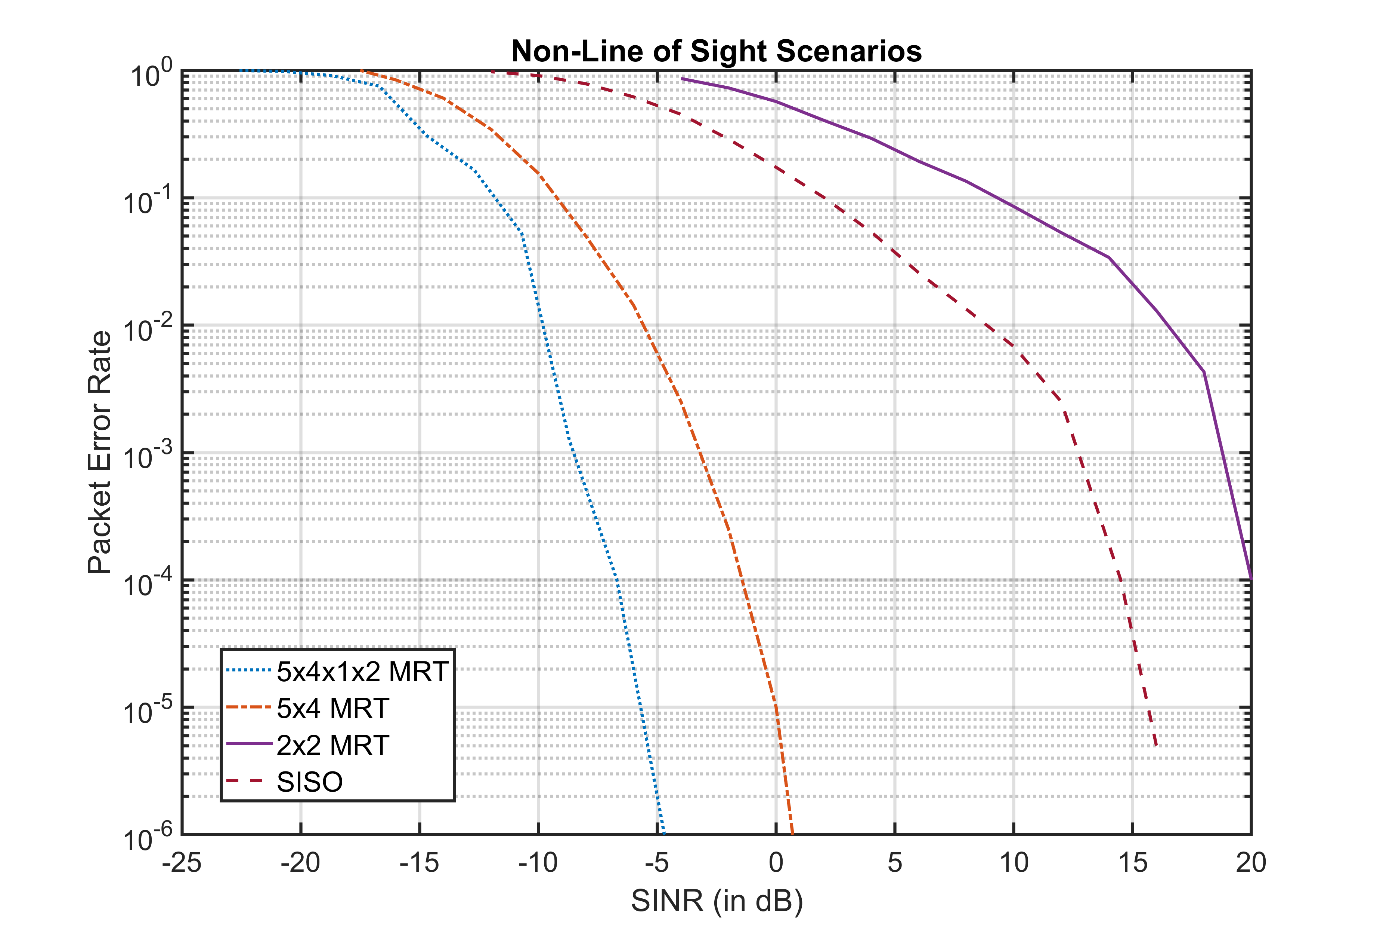 Non-Line of Sight Scenarios
Packet Error Rate
10^0
10^-1
10^-2
10^-3
10^-4
10^-5
10^-6
5x4x1x2 MRT
5x4 MRT
2x2 MRT
SISO
-25 -20 -15 -10 -5 0 5 10 15 20
SINR (in dB)